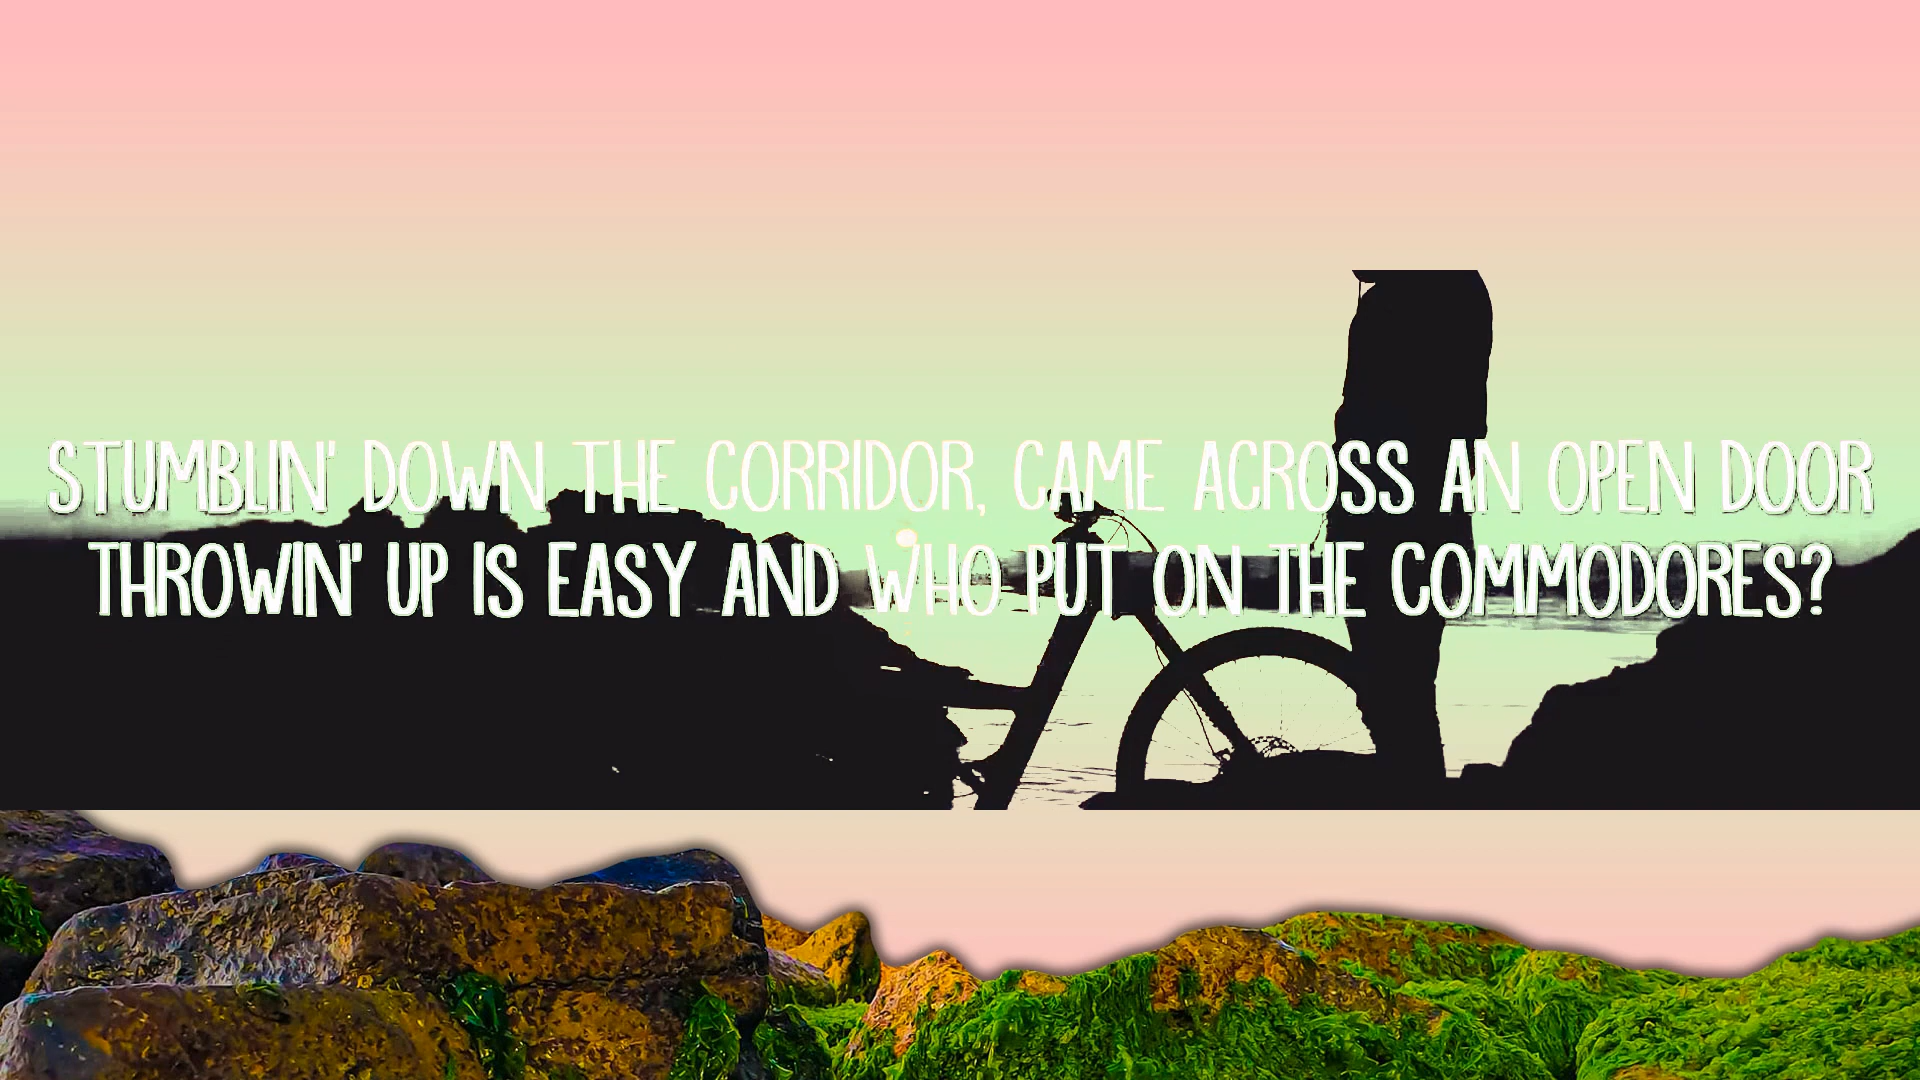 STUMBLIN' DOWN THE CORRIDOR, CAME ACROSS AN OPEN DOOR
THROWIN' UP IS EASY AND WHO PUT ON THE COMMODORES?